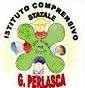 ISTITUTO COMPRENSIVO
STATALE
G. PERLASCA